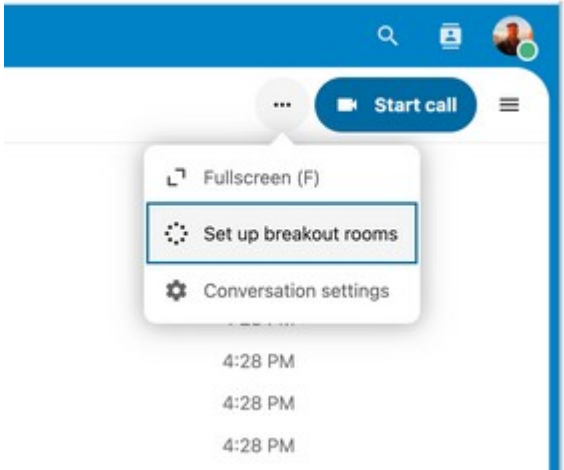 Start call
Fullscreen (F)
Set up breakout rooms
Conversation settings
4:28 PM
4:28 PM
4:28 PM